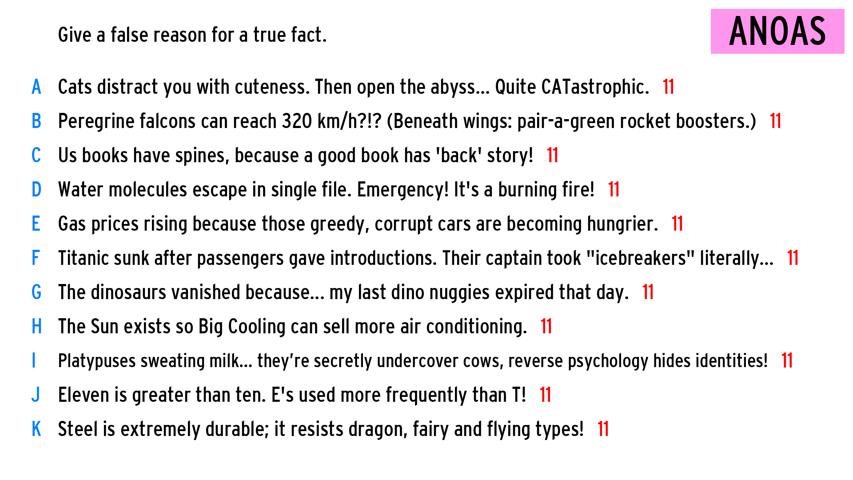 Give a false reason for a true fact.
ANOAS
A Cats distract you with cuteness. Then open the abyss... Quite CATastrophic. 11
B Peregrine falcons can reach 320 km/h?!? (Beneath wings: pair-a-green rocket boosters.) 11
C Us books have spines, because a good book has 'back' story! 11
D Water molecules escape in single file. Emergency! It's a burning fire! 11
E Gas prices rising because those greedy, corrupt cars are becoming hungrier. 11
F Titanic sunk after passengers gave introductions. Their captain took "icebreakers" literally... 11
G The dinosaurs vanished because... my last dino nuggies expired that day. 11
H The Sun exists so Big Cooling can sell more air conditioning. 11
I Platypuses sweating milk... they're secretly undercover cows, reverse psychology hides identities! 11
J Eleven is greater than ten. E's used more frequently than T! 11
K Steel is extremely durable; it resists dragon, fairy and flying types! 11